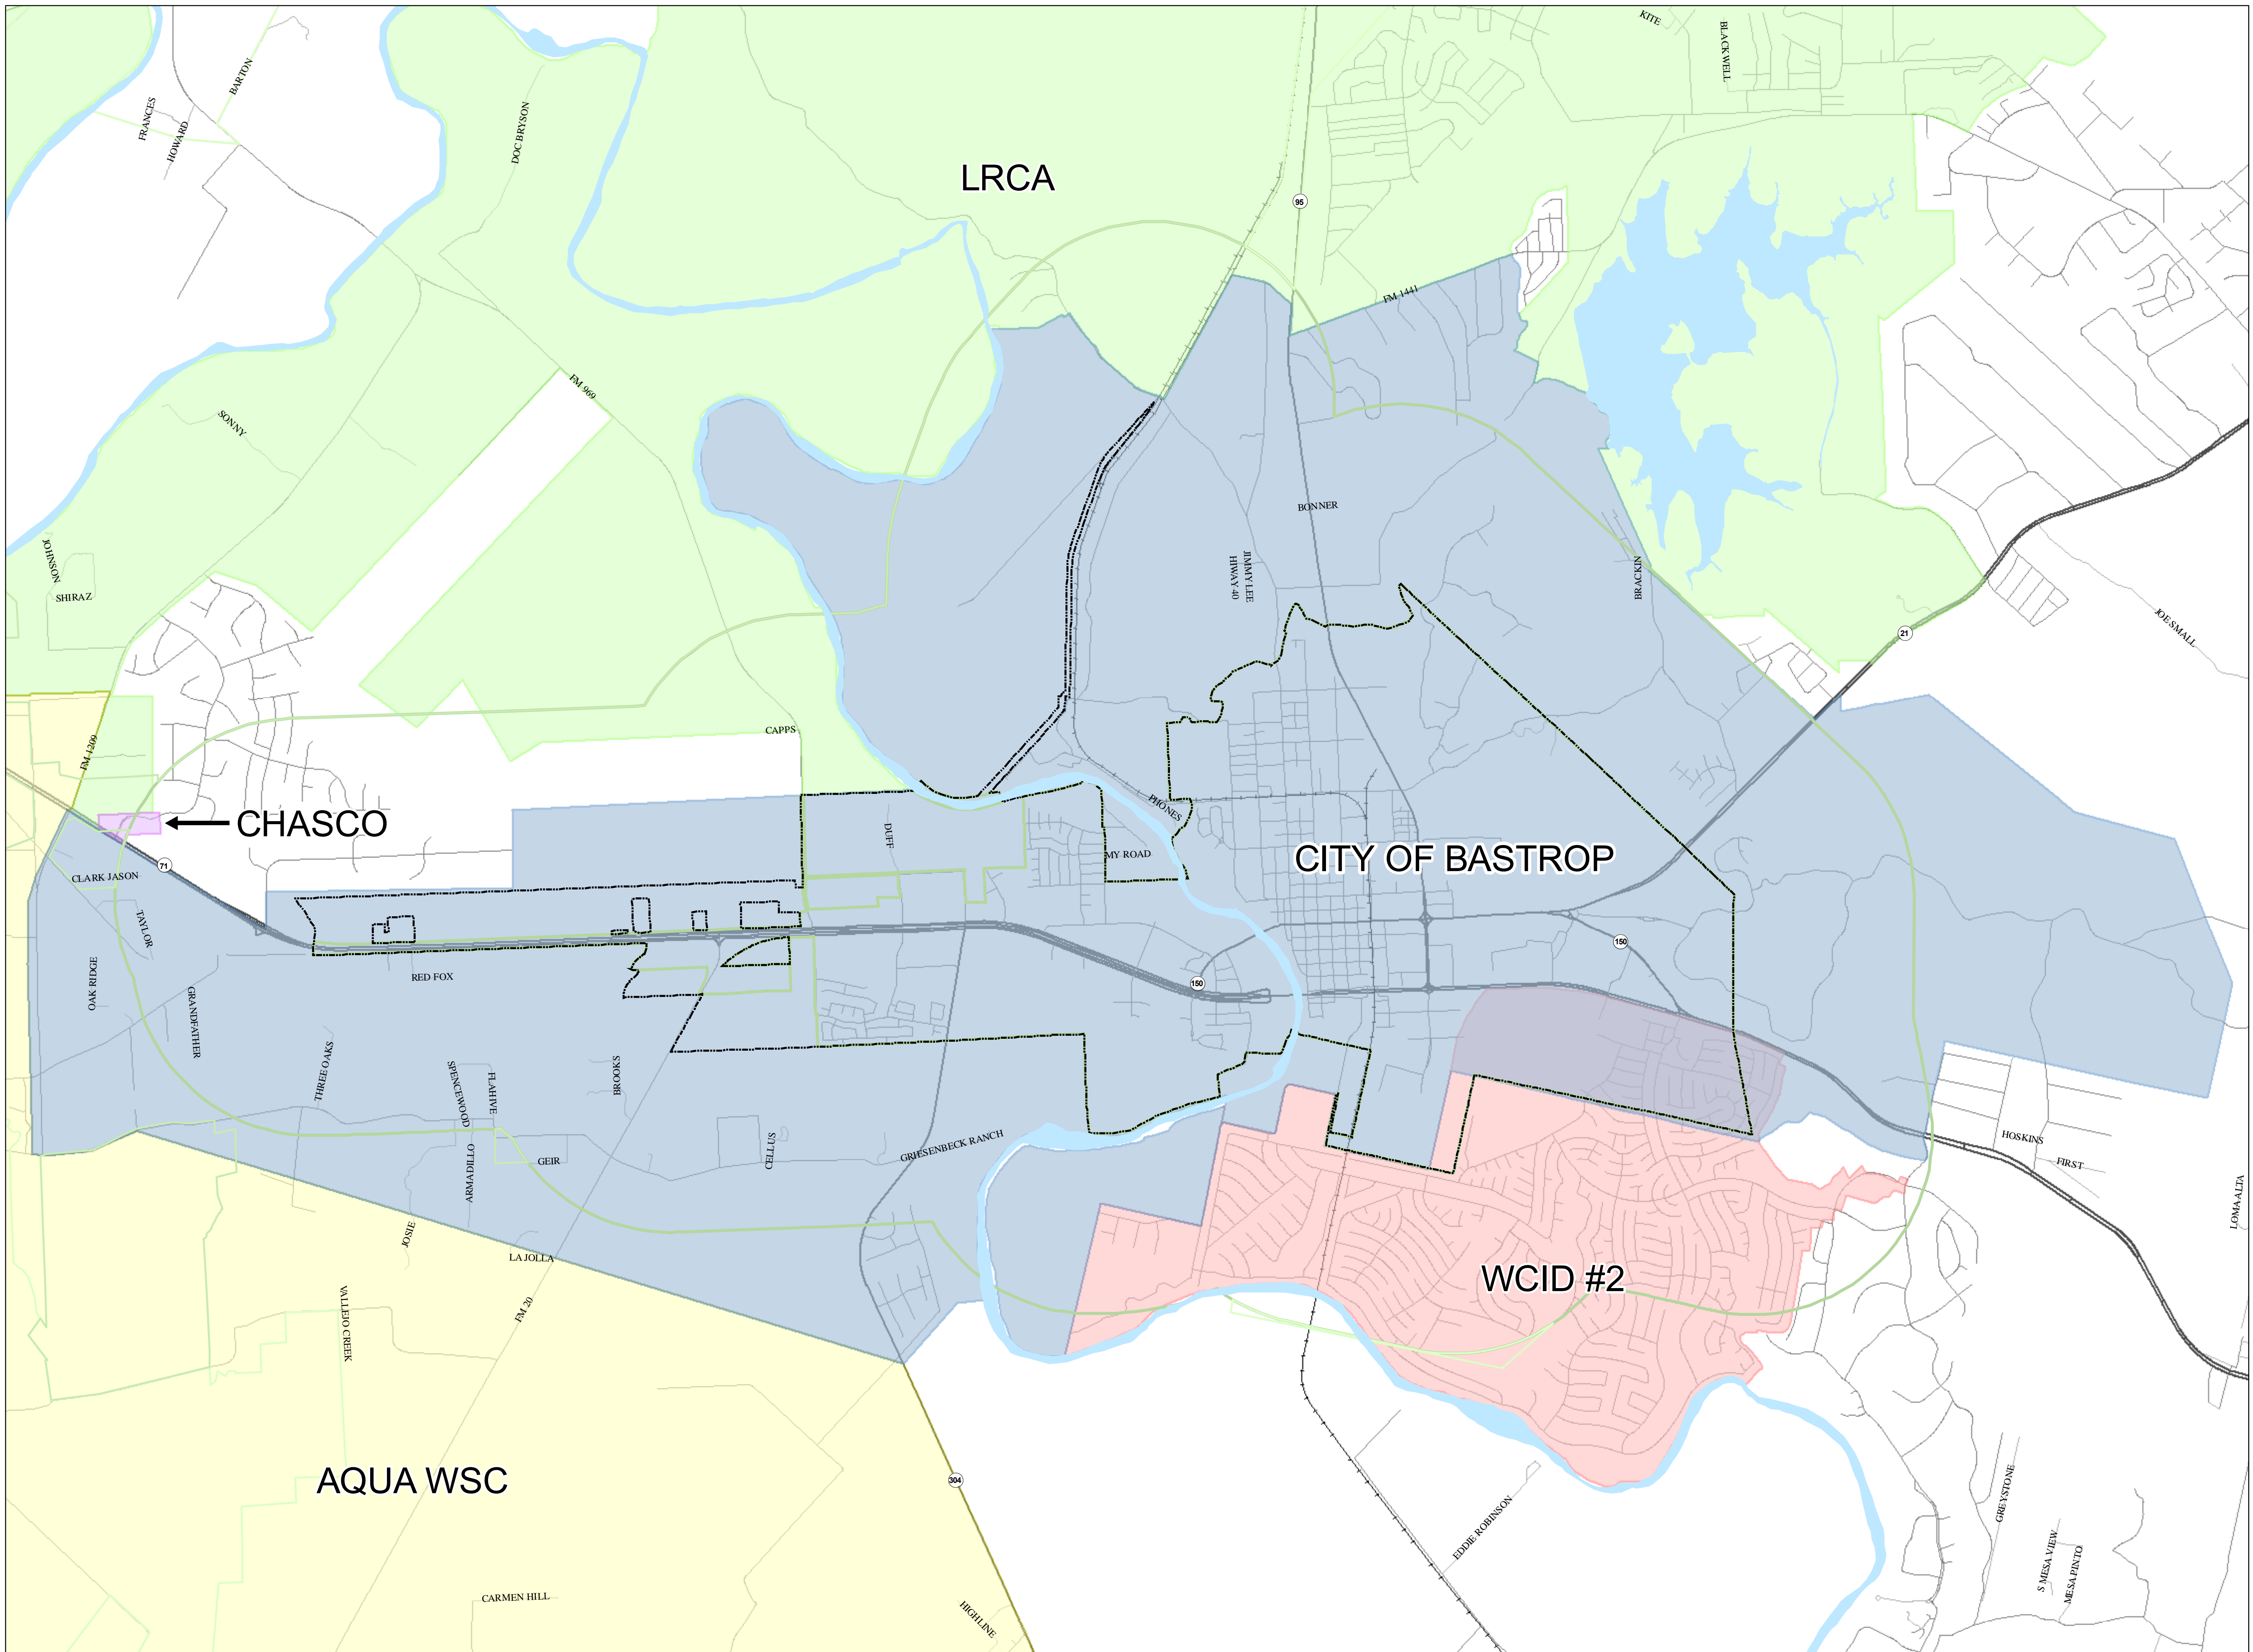 KITE
BLACKWELL
BARTON
FRANCES
HOWARD
DOC BRYSON
LRCA
95
FM 1441
FM 969
SONNY
BONNER
JIMMY LEE
HIWAY 40
JOHNSON
SHIRAZ
BRACKIN
JOE SMALL
21
CAPPS
FM 1209
PHONES
CHASCO
DUFF
MY ROAD
CITY OF BASTROP
71
CLARK JASON
TAYLOR
150
OAK RIDGE
RED FOX
150
GRANDFATHER
THREE OAKS
SPENCEWOOD
FLAHIVE
BROOKS
CELLUS
GRIESENBECK RANCH
HOSKINS
FIRST
ARMADILLO
GEIR
JOSIE
LA JOLLA
LOMA ALTA
WCID #2
VALLEJO CREEK
FM 20
AQUA WSC
304
EDDIE ROBINSON
GREYSTONE
S MESA VIEW
MESA PINTO
CARMEN HILL
HIGHLINE